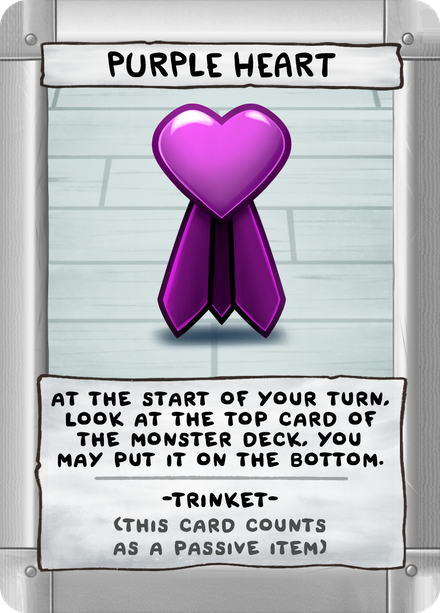 PURPLE HEART
AT THE START OF YOUR TURN,
LOOK AT THE TOP CARD OF
THE MONSTER DECK. YOU
MAY PUT IT ON THE BOTTOM.
-TRINKET-
(THIS CARD COUNTS
AS A PASSIVE ITEM)